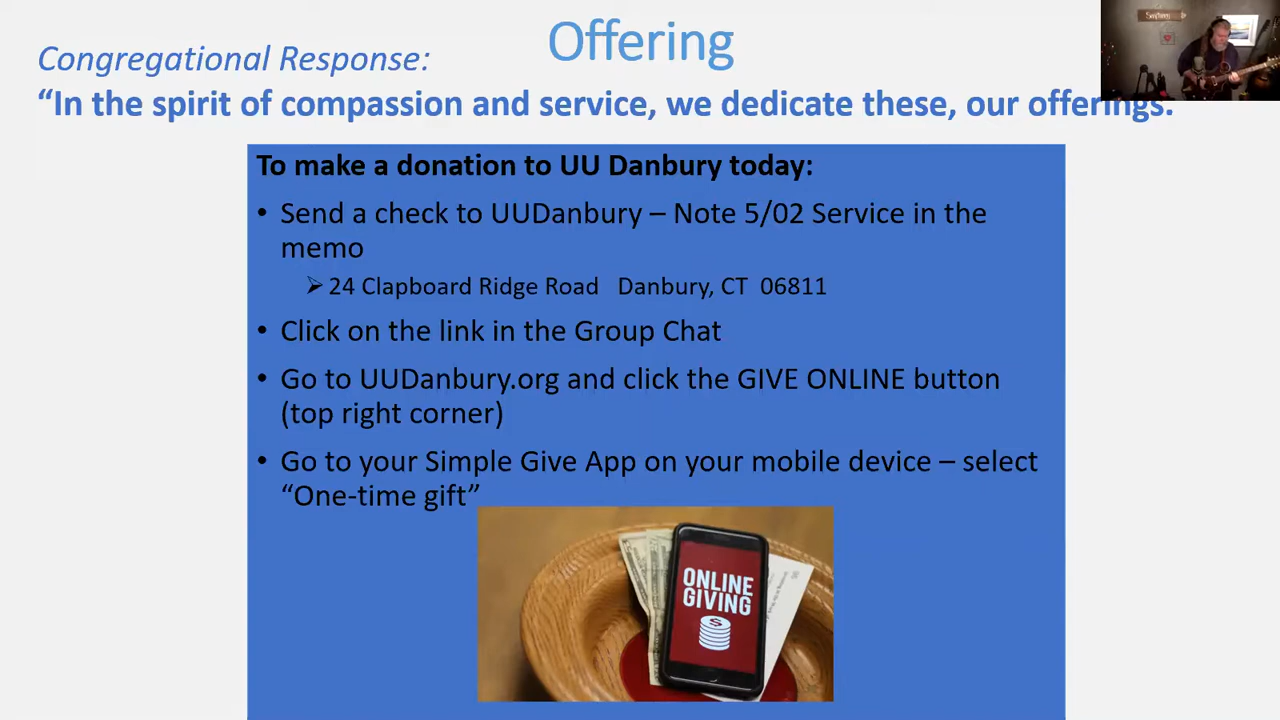 Offering
Congregational Response:
“In the spirit of compassion and service, we dedicate these, our offerings.
To make a donation to UU Danbury today:
• Send a check to UUDanbury – Note 5/02 Service in the
memo
➢ 24 Clapboard Ridge Road Danbury, CT 06811
• Click on the link in the Group Chat
• Go to UUDanbury.org and click the GIVE ONLINE button
(top right corner)
• Go to your Simple Give App on your mobile device – select
“One-time gift”
ONLINE
GIVING
$